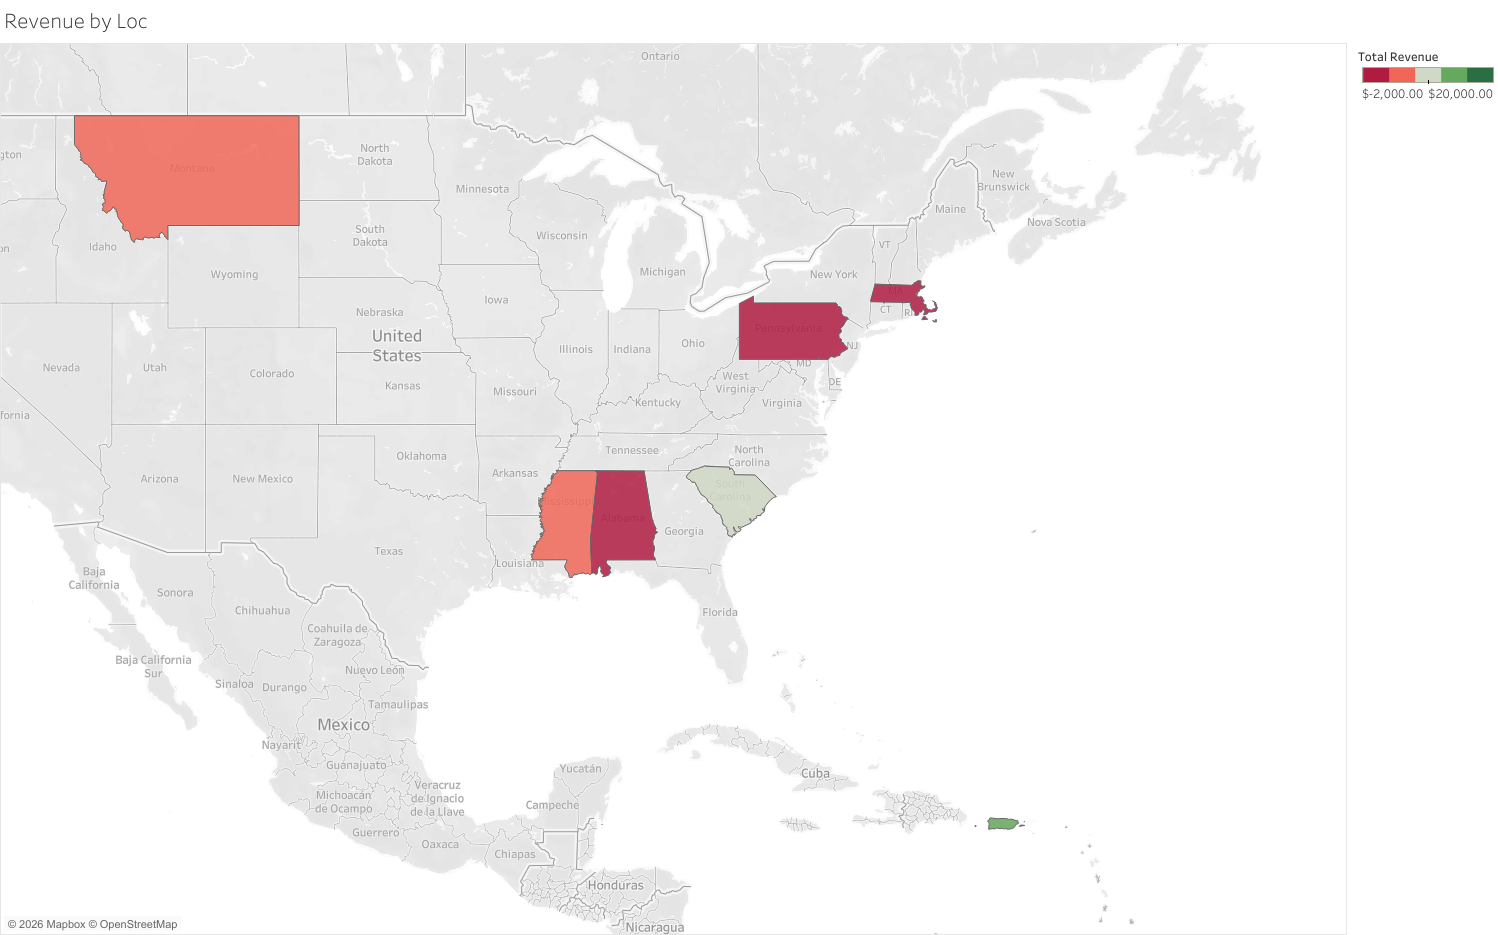 Revenue by Loc
Total Revenue
$-2,000.00 $20,000.00
Ontario
gton
Montana
North
Dakota
Minnesota
New
Brunswick
Maine
Nova Scotia
on
Idaho
South
Dakota
Wisconsin
VT
Wyoming
Michigan
New York
MA
Iowa
Nebraska
CT
RI
United
States
Pennsylvania
Nevada
Utah
Colorado
Illinois
Indiana
Ohio
NJ
MD
Kansas
Missouri
West
Virginia
DE
fornia
Kentucky
Virginia
Oklahoma
Tennessee
North
Carolina
Arizona
New Mexico
Arkansas
South
Carolina
Mississippi
Alabama
Georgia
Texas
Louisiana
Baja
California
Sonora
Chihuahua
Florida
Coahuila de
Zaragoza
Baja California
Sur
Nuevo León
Sinaloa
Durango
Tamaulipas
Mexico
Nayarit
Guanajuato
Yucatán
Cuba
Michoacán
de Ocampo
Veracruz
de Ignacio
de la Llave
Campeche
Guerrero
Oaxaca
Chiapas
Honduras
Nicaragua
© 2026 Mapbox © OpenStreetMap